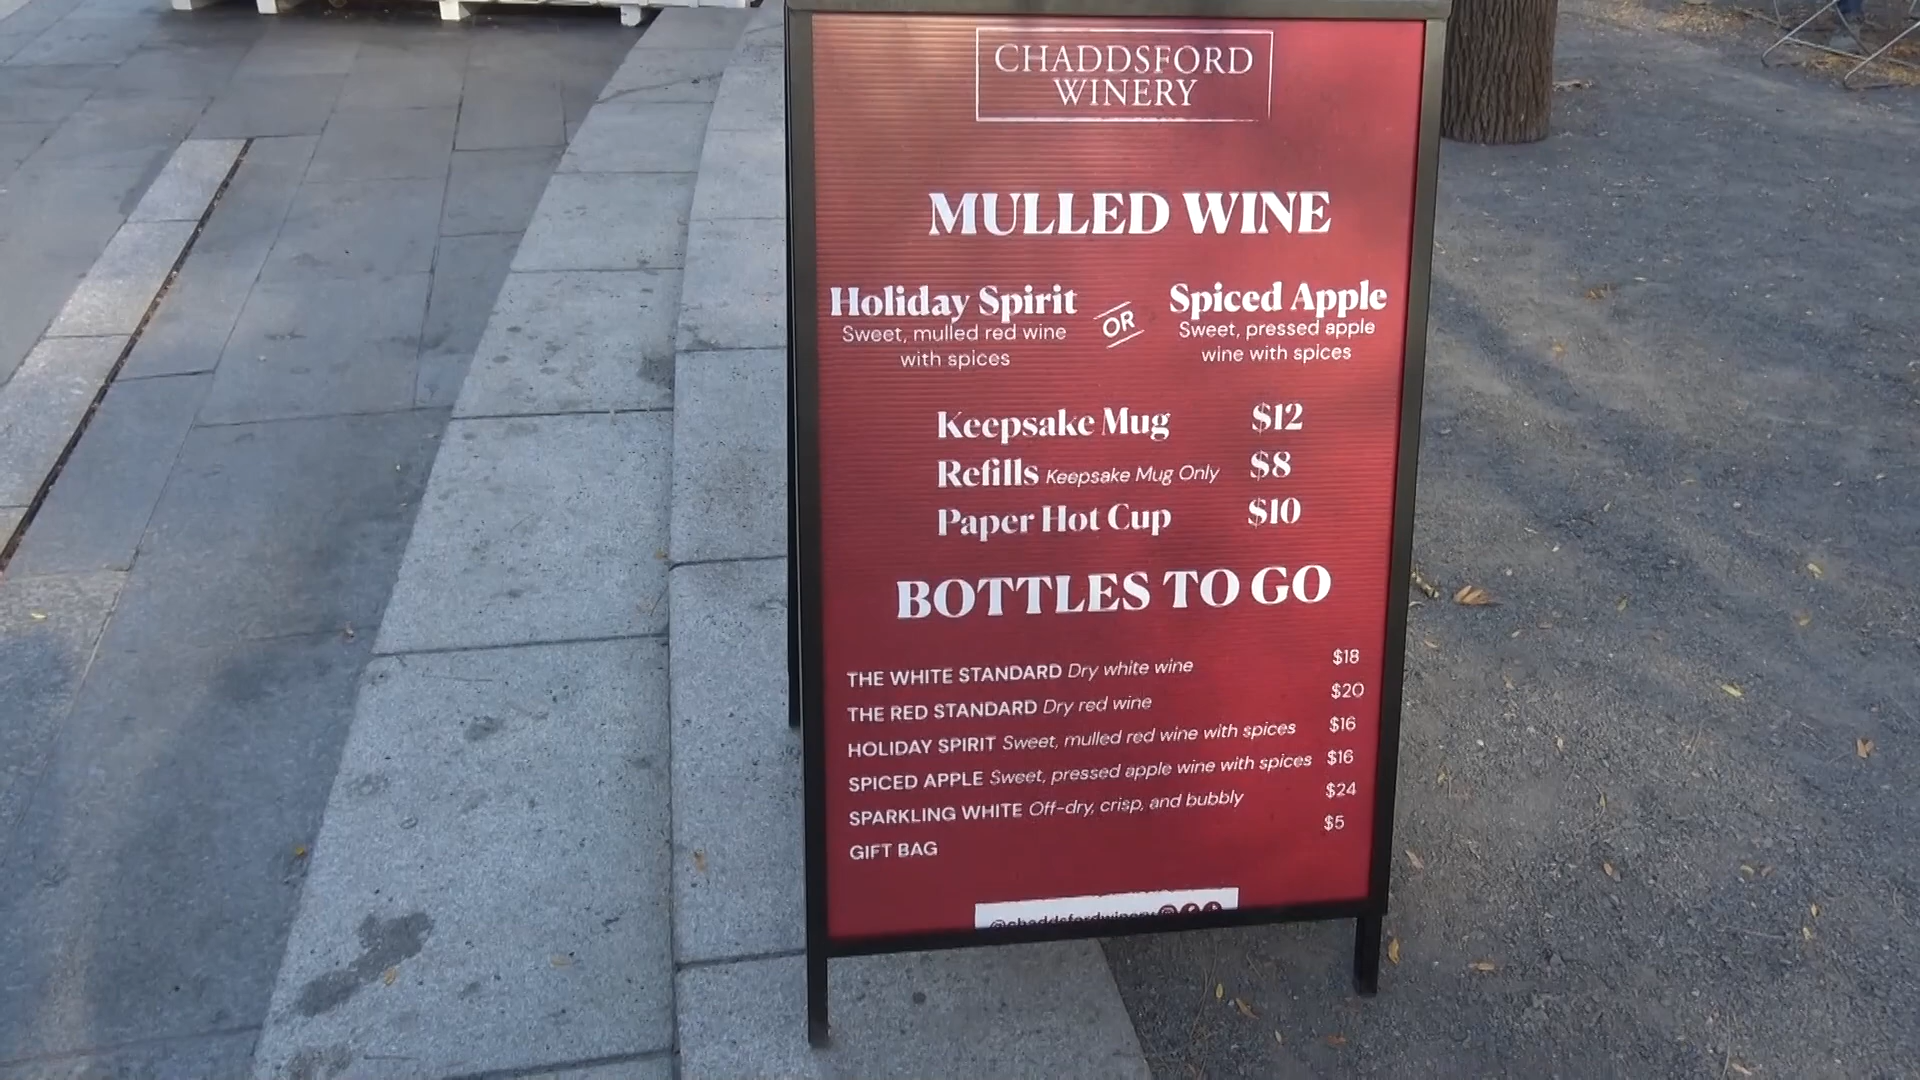 CHADDSFORD
WINERY
MULLED WINE
Holiday Spirit OR Spiced Apple
Sweet, mulled red wine
with spices
Sweet, pressed apple
wine with spices
Keepsake Mug $12
Refills Keepsake Mug Only $8
Paper Hot Cup $10
BOTTLES TO GO
THE WHITE STANDARD Dry white wine $18
THE RED STANDARD Dry red wine $20
HOLIDAY SPIRIT Sweet, mulled red wine with spices $16
SPICED APPLE Sweet, pressed apple wine with spices $16
SPARKLING WHITE Off-dry, crisp, and bubbly $24
GIFT BAG $5
@chaddsfordwinery